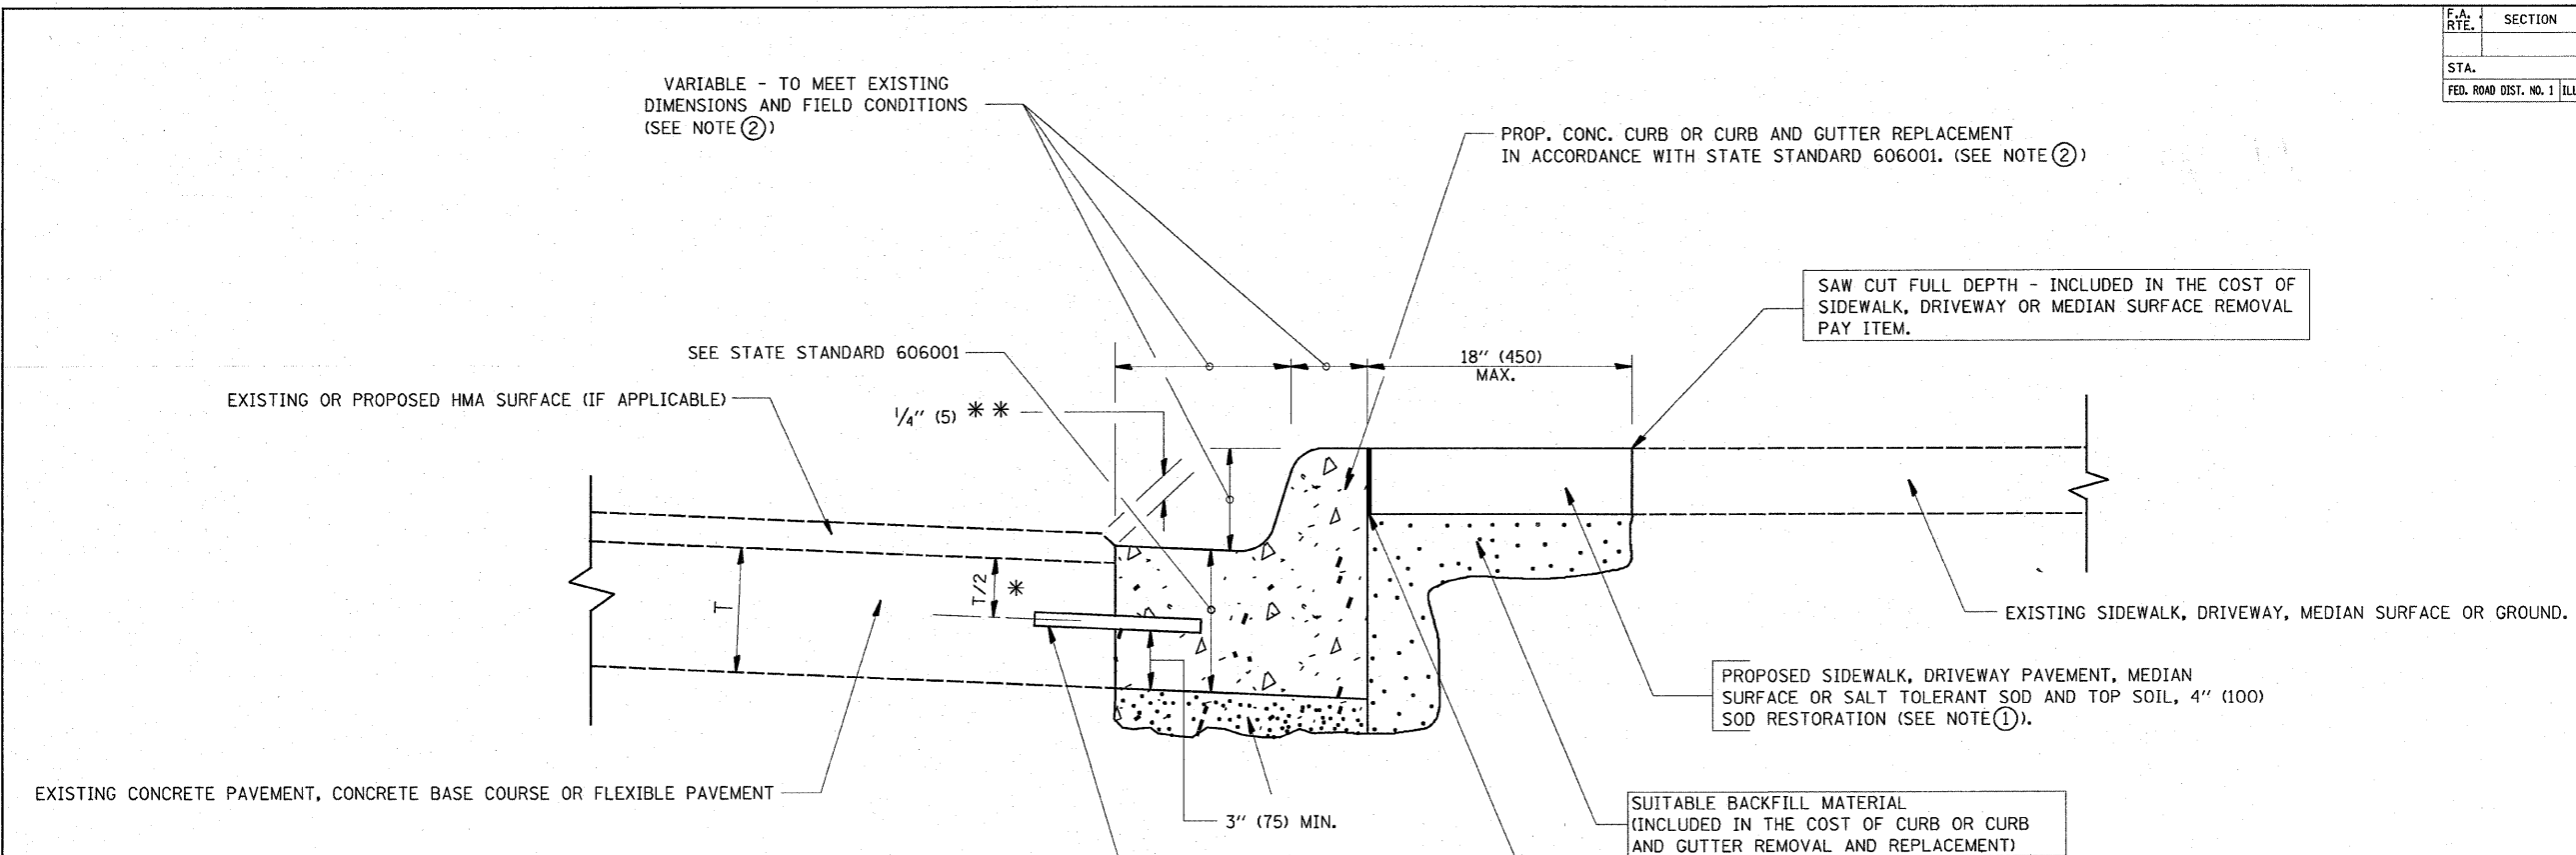 F.A.
RTE.
SECTION
STA.
FED. ROAD DIST. NO. 1
VARIABLE - TO MEET EXISTING
DIMENSIONS AND FIELD CONDITIONS
(SEE NOTE ②)
PROP. CONC. CURB OR CURB AND GUTTER REPLACEMENT
IN ACCORDANCE WITH STATE STANDARD 606001. (SEE NOTE ②)
SAW CUT FULL DEPTH - INCLUDED IN THE COST OF
SIDEWALK, DRIVEWAY OR MEDIAN SURFACE REMOVAL
PAY ITEM.
SEE STATE STANDARD 606001
18" (450)
MAX.
EXISTING OR PROPOSED HMA SURFACE (IF APPLICABLE)
1/4" (5) * *
T
T/2 *
EXISTING SIDEWALK, DRIVEWAY, MEDIAN SURFACE OR GROUND.
PROPOSED SIDEWALK, DRIVEWAY PAVEMENT, MEDIAN
SURFACE OR SALT TOLERANT SOD AND TOP SOIL, 4" (100)
SOD RESTORATION (SEE NOTE ①).
EXISTING CONCRETE PAVEMENT, CONCRETE BASE COURSE OR FLEXIBLE PAVEMENT
3" (75) MIN.
SUITABLE BACKFILL MATERIAL
(INCLUDED IN THE COST OF CURB OR CURB
AND GUTTER REMOVAL AND REPLACEMENT)